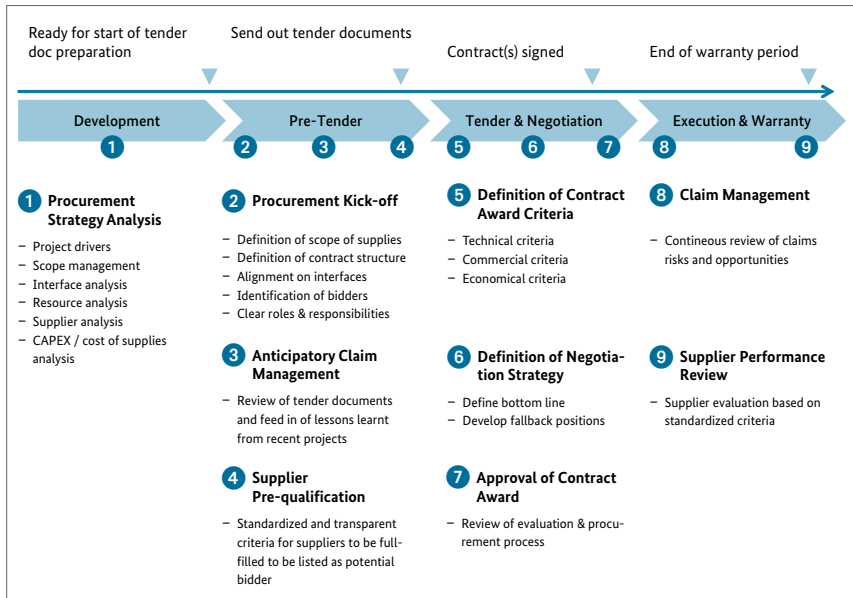 Ready for start of tender
doc preparation
Send out tender documents
Contract(s) signed
End of warranty period
Development
Pre-Tender
Tender & Negotiation
Execution & Warranty
1
2
3
4
5
6
7
8
9
1 Procurement
Strategy Analysis
– Project drivers
– Scope management
– Interface analysis
– Resource analysis
– Supplier analysis
– CAPEX / cost of supplies
analysis
2 Procurement Kick-off
– Definition of scope of supplies
– Definition of contract structure
– Alignment on interfaces
– Identification of bidders
– Clear roles & responsibilities
3 Anticipatory Claim
Management
– Review of tender documents
and feed in of lessons learnt
from recent projects
4 Supplier
Pre-qualification
– Standardized and transparent
criteria for suppliers to be full-
filled to be listed as potential
bidder
5 Definition of Contract
Award Criteria
– Technical criteria
– Commercial criteria
– Economical criteria
6 Definition of Negotia-
tion Strategy
– Define bottom line
– Develop fallback positions
7 Approval of Contract
Award
– Review of evaluation & procu-
rement process
8 Claim Management
– Contineous review of claims
risks and opportunities
9 Supplier Performance
Review
– Supplier evaluation based on
standardized criteria